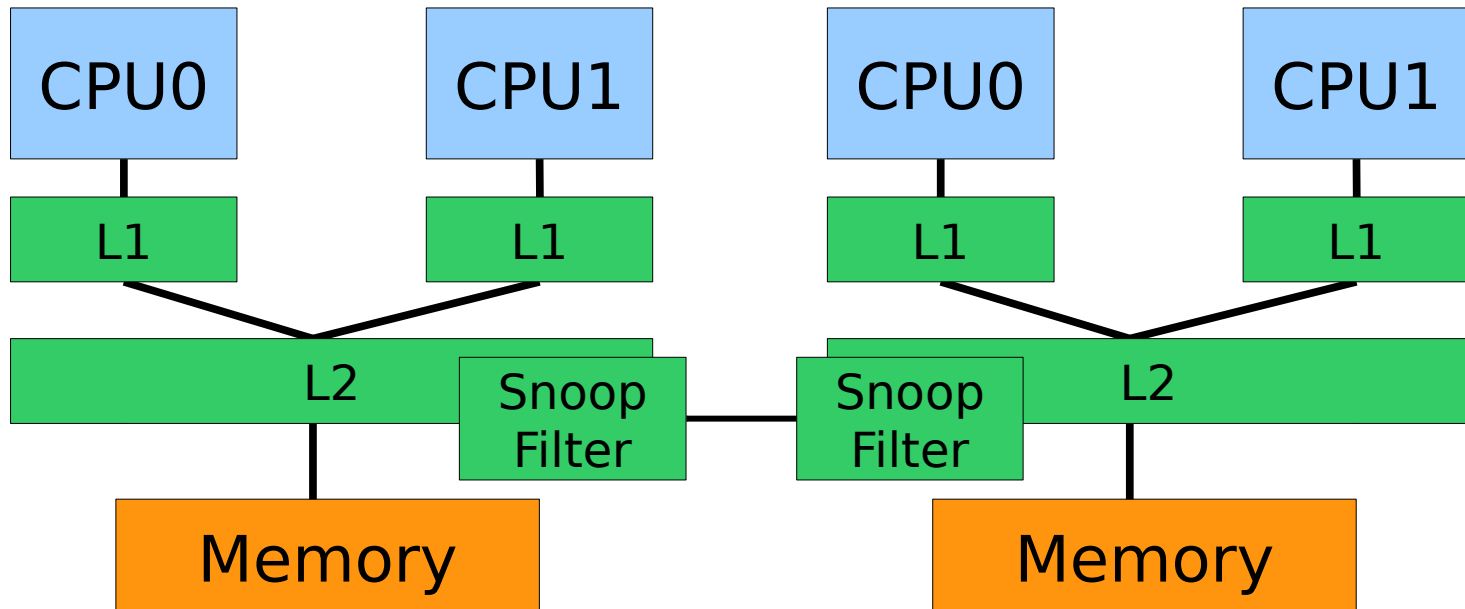 CPU0
CPU1
CPU0
CPU1
L1
L1
L1
L1
L2
Snoop
Filter
Snoop
Filter
L2
Memory
Memory